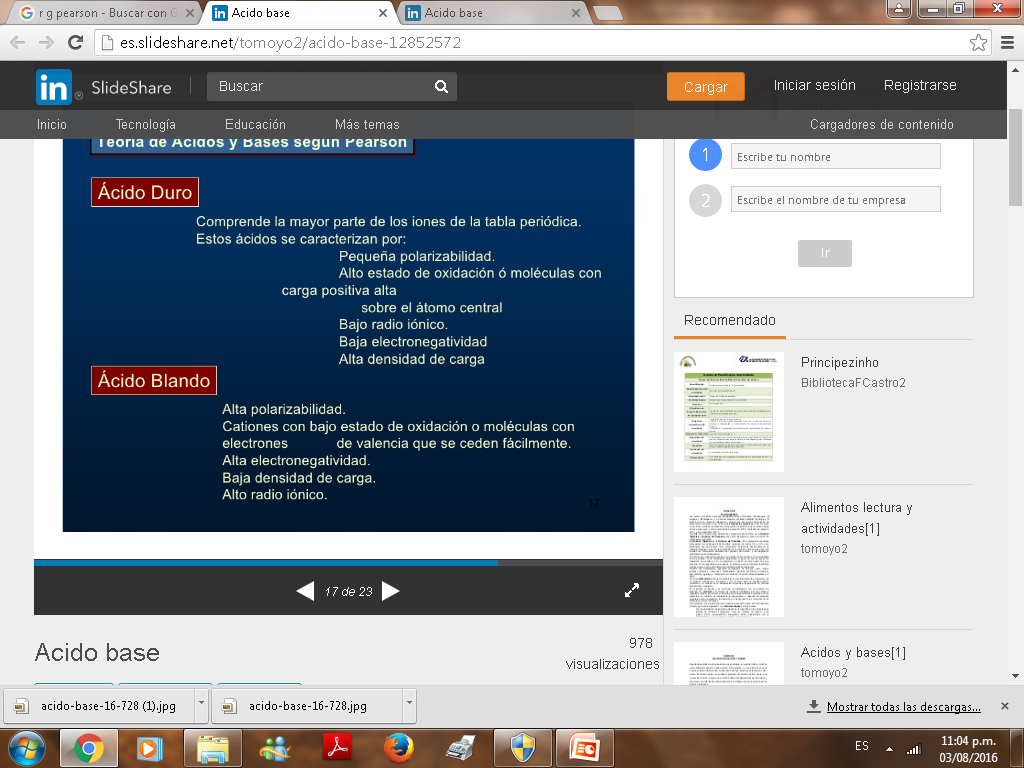 r g pearson - Buscar con G
Acido base
Acido base
es.slideshare.net/tomoyo2/acido-base-12852572
in ® SlideShare
Buscar
Cargar
Iniciar sesión
Registrarse
Inicio
Tecnología
Educación
Más temas
Cargadores de contenido
Teoría de Ácidos y Bases según Pearson
Ácido Duro
Comprende la mayor parte de los iones de la tabla periódica.
Estos ácidos se caracterizan por:
Pequeña polarizabilidad.
Alto estado de oxidación ó moléculas con
carga positiva alta
sobre el átomo central
Bajo radio iónico.
Baja electronegatividad
Alta densidad de carga
Ácido Blando
Alta polarizabilidad.
Cationes con bajo estado de oxidación o moléculas con
electrones de valencia que se ceden fácilmente.
Alta electronegatividad.
Baja densidad de carga.
Alto radio iónico.
17
17 de 23
Acido base
978
visualizaciones
1
Escribe tu nombre
2
Escribe el nombre de tu empresa
Ir
Recomendado
Principezinho
BibliotecaFCastro2
Alimentos lectura y
actividades[1]
tomoyo2
Acidos y bases[1]
tomoyo2
acido-base-16-728 (1).jpg
acido-base-16-728.jpg
Mostrar todas las descargas...
ES
11:04 p.m.
03/08/2016